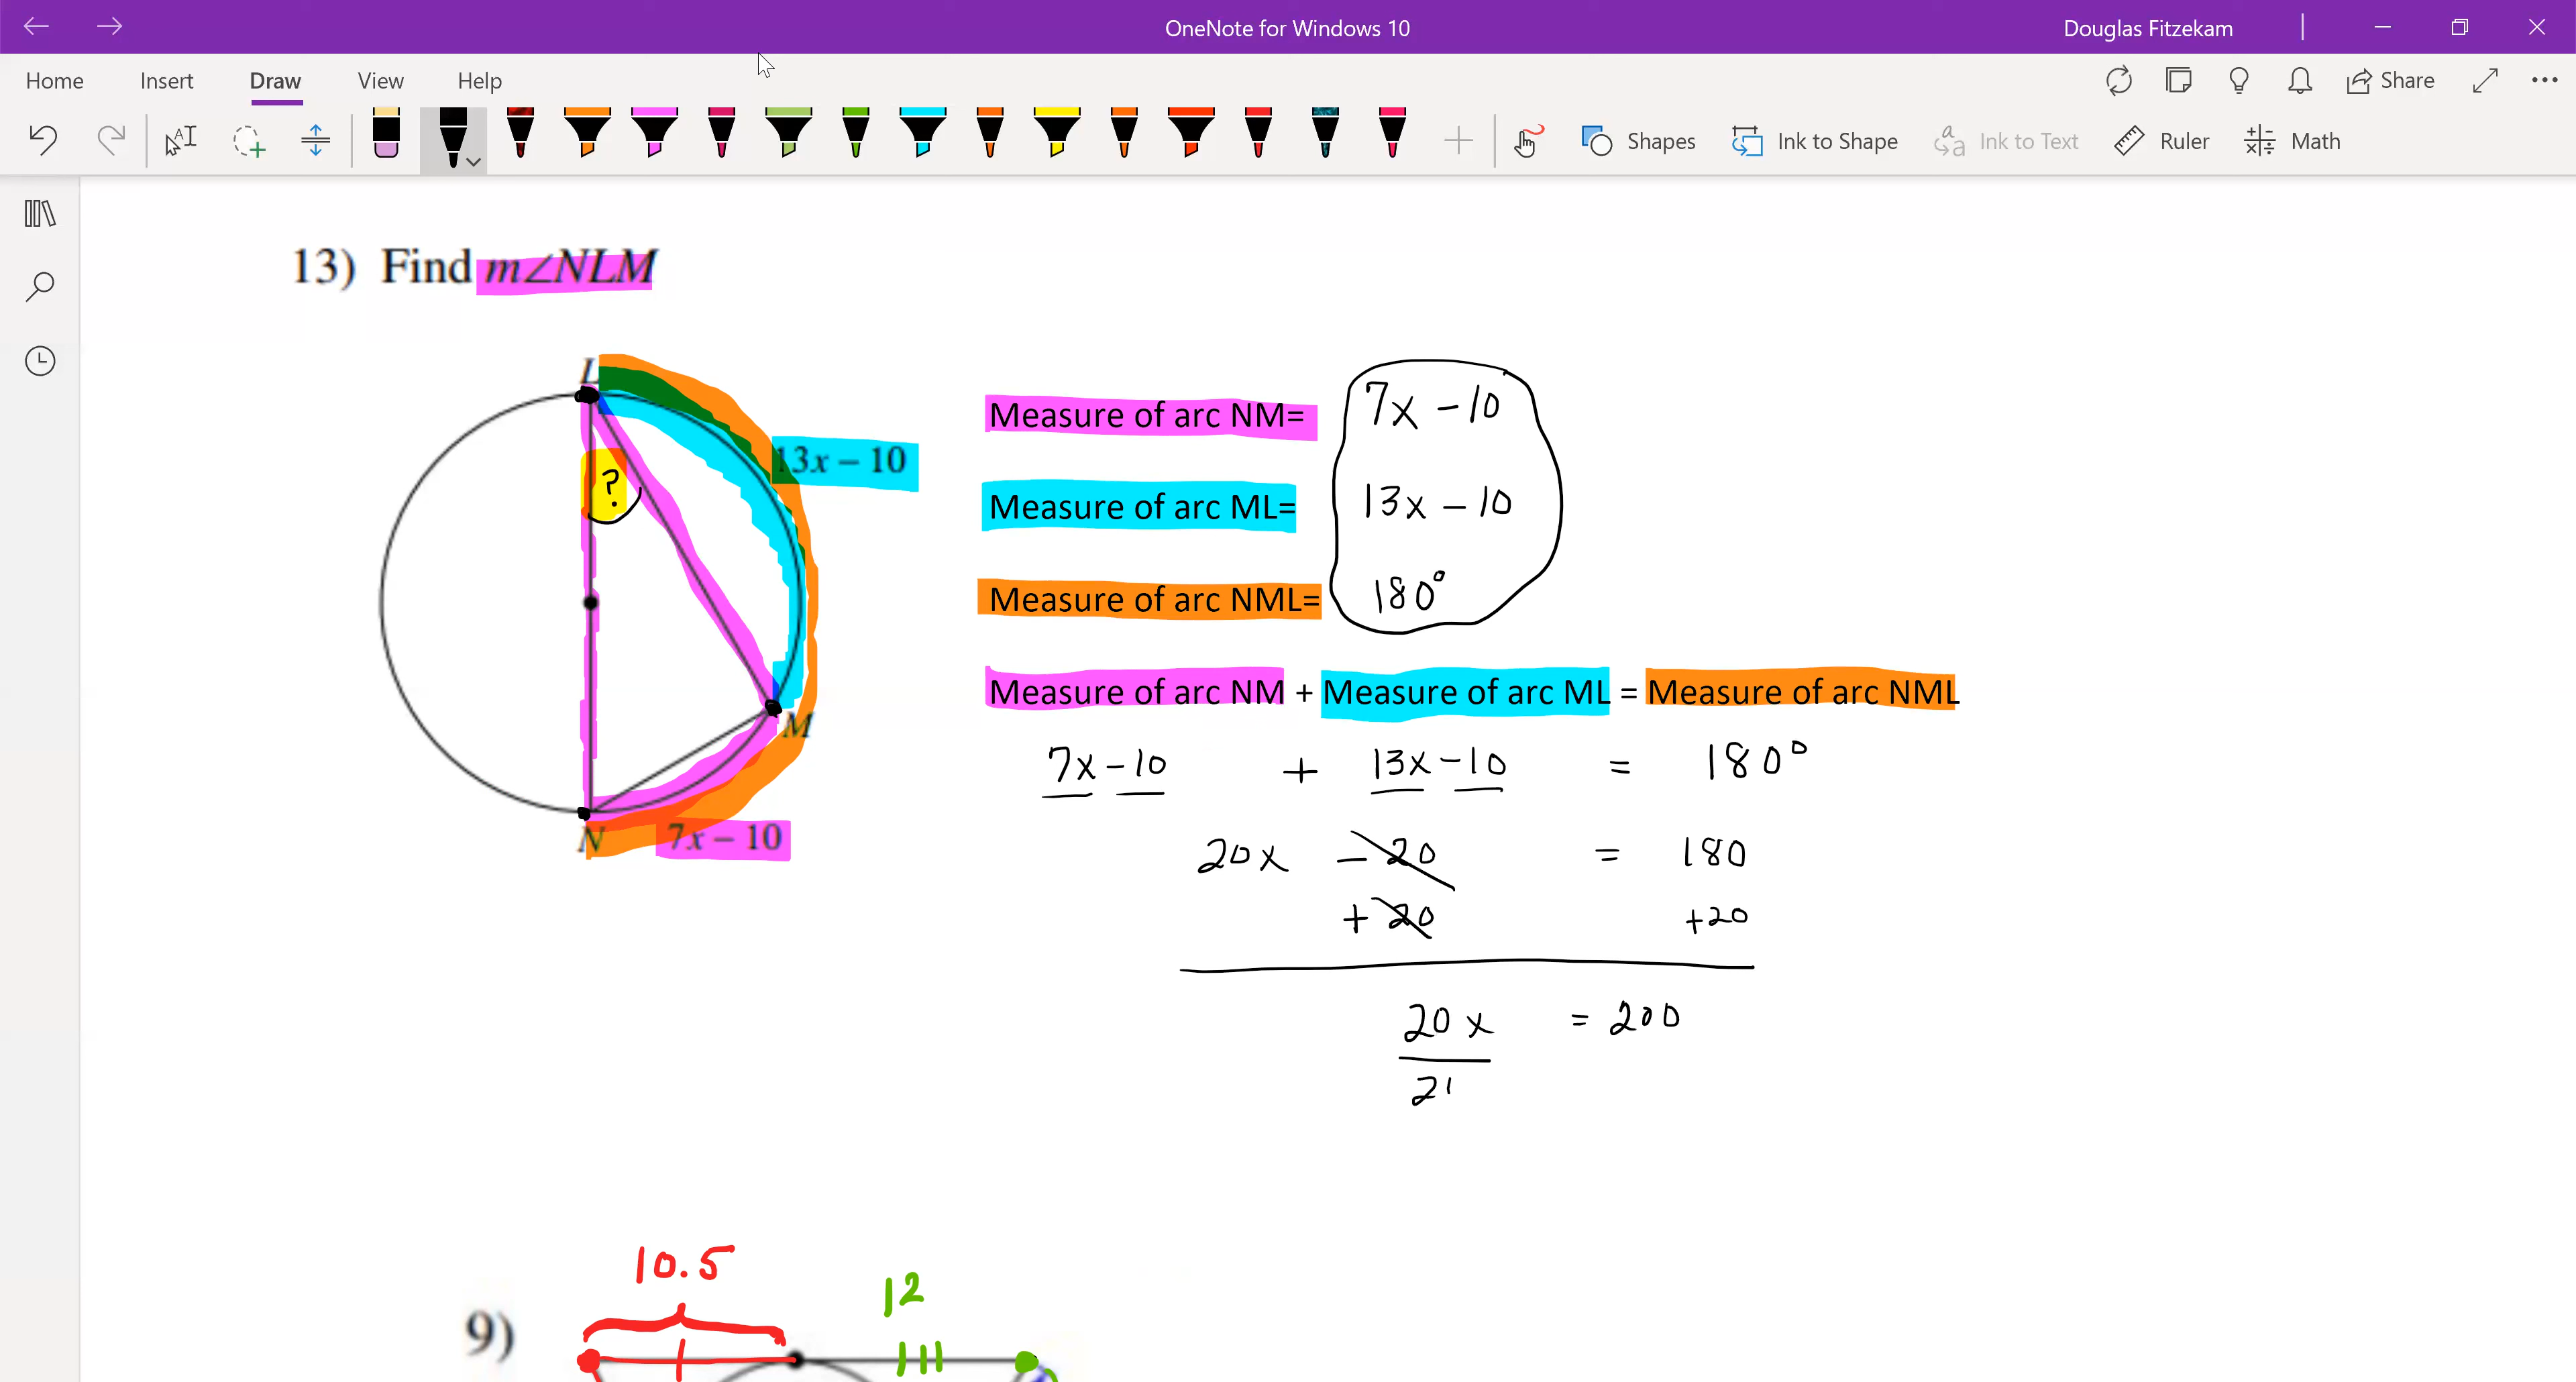 OneNote for Windows 10
Douglas Fitzekam
Home Insert Draw View Help
Share
Shapes Ink to Shape Ink to Text Ruler Math
13) Find m∠NLM
L
?
13x – 10
M
N
7x – 10
Measure of arc NM= 7x – 10
Measure of arc ML= 13x – 10
Measure of arc NML= 180°
Measure of arc NM + Measure of arc ML = Measure of arc NML
7x – 10 + 13x – 10 = 180°
20x – 20 = 180
+ 20 +20
20x = 200
10.5
12
9)